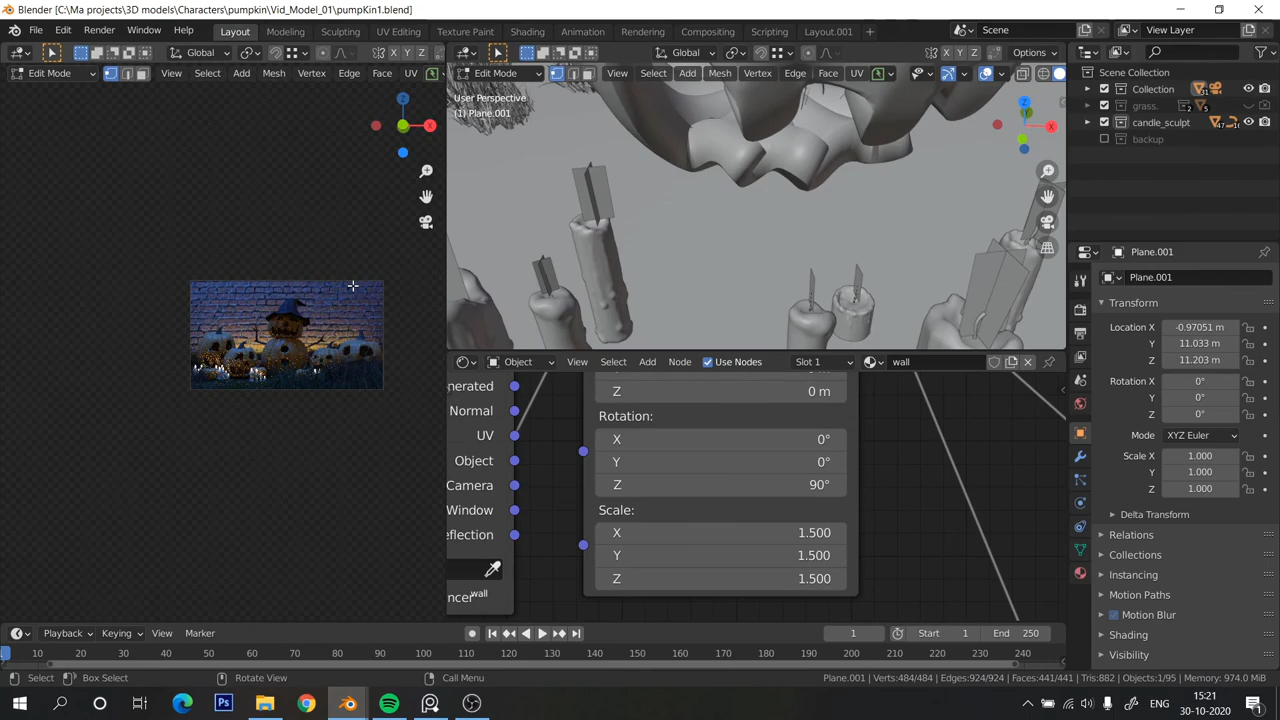 Blender [C:\Ma projects\3D models\Characters\pumpkin\Vid_Model_01\pumpKin1.blend]
File Edit Render Window Help Layout Modeling Sculpting UV Editing Texture Paint Shading Animation Rendering Compositing Scripting Layout.001 + Scene View Layer
Global X Y Z Global X Y Z Options
Edit Mode View Select Add Mesh Vertex Edge Face UV Edit Mode View Select Add Mesh Vertex Edge Face UV
Scene Collection
Collection 31
grass. 2 5
candle_sculpt 47
backup
User Perspective
(1) Plane.001
Z
X
Z
X
Plane.001
Plane.001
Transform
Location X -0.97051 m
Y 11.033 m
Z 11.203 m
Rotation X 0°
Y 0°
Z 0°
Mode XYZ Euler
Scale X 1.000
Y 1.000
Z 1.000
Delta Transform
Relations
Collections
Instancing
Motion Paths
Motion Blur
Shading
Visibility
Object View Select Add Node Use Nodes Slot 1 wall
nerated
Normal
UV
Object
Camera
Window
eflection
ncer
wall
Z 0 m
Rotation:
X 0°
Y 0°
Z 90°
Scale:
X 1.500
Y 1.500
Z 1.500
Playback Keying View Marker 1 Start 1 End 250
10 20 30 40 50 60 70 80 90 100 110 120 130 140 150 160 170 180 190 200 210 220 230 240
Select Box Select Rotate View Call Menu Plane.001 | Verts:484/484 | Edges:924/924 | Faces:441/441 | Tris:882 | Objects:1/95 | Memory: 974.0 MiB
Ps ENG 15:21
30-10-2020 1